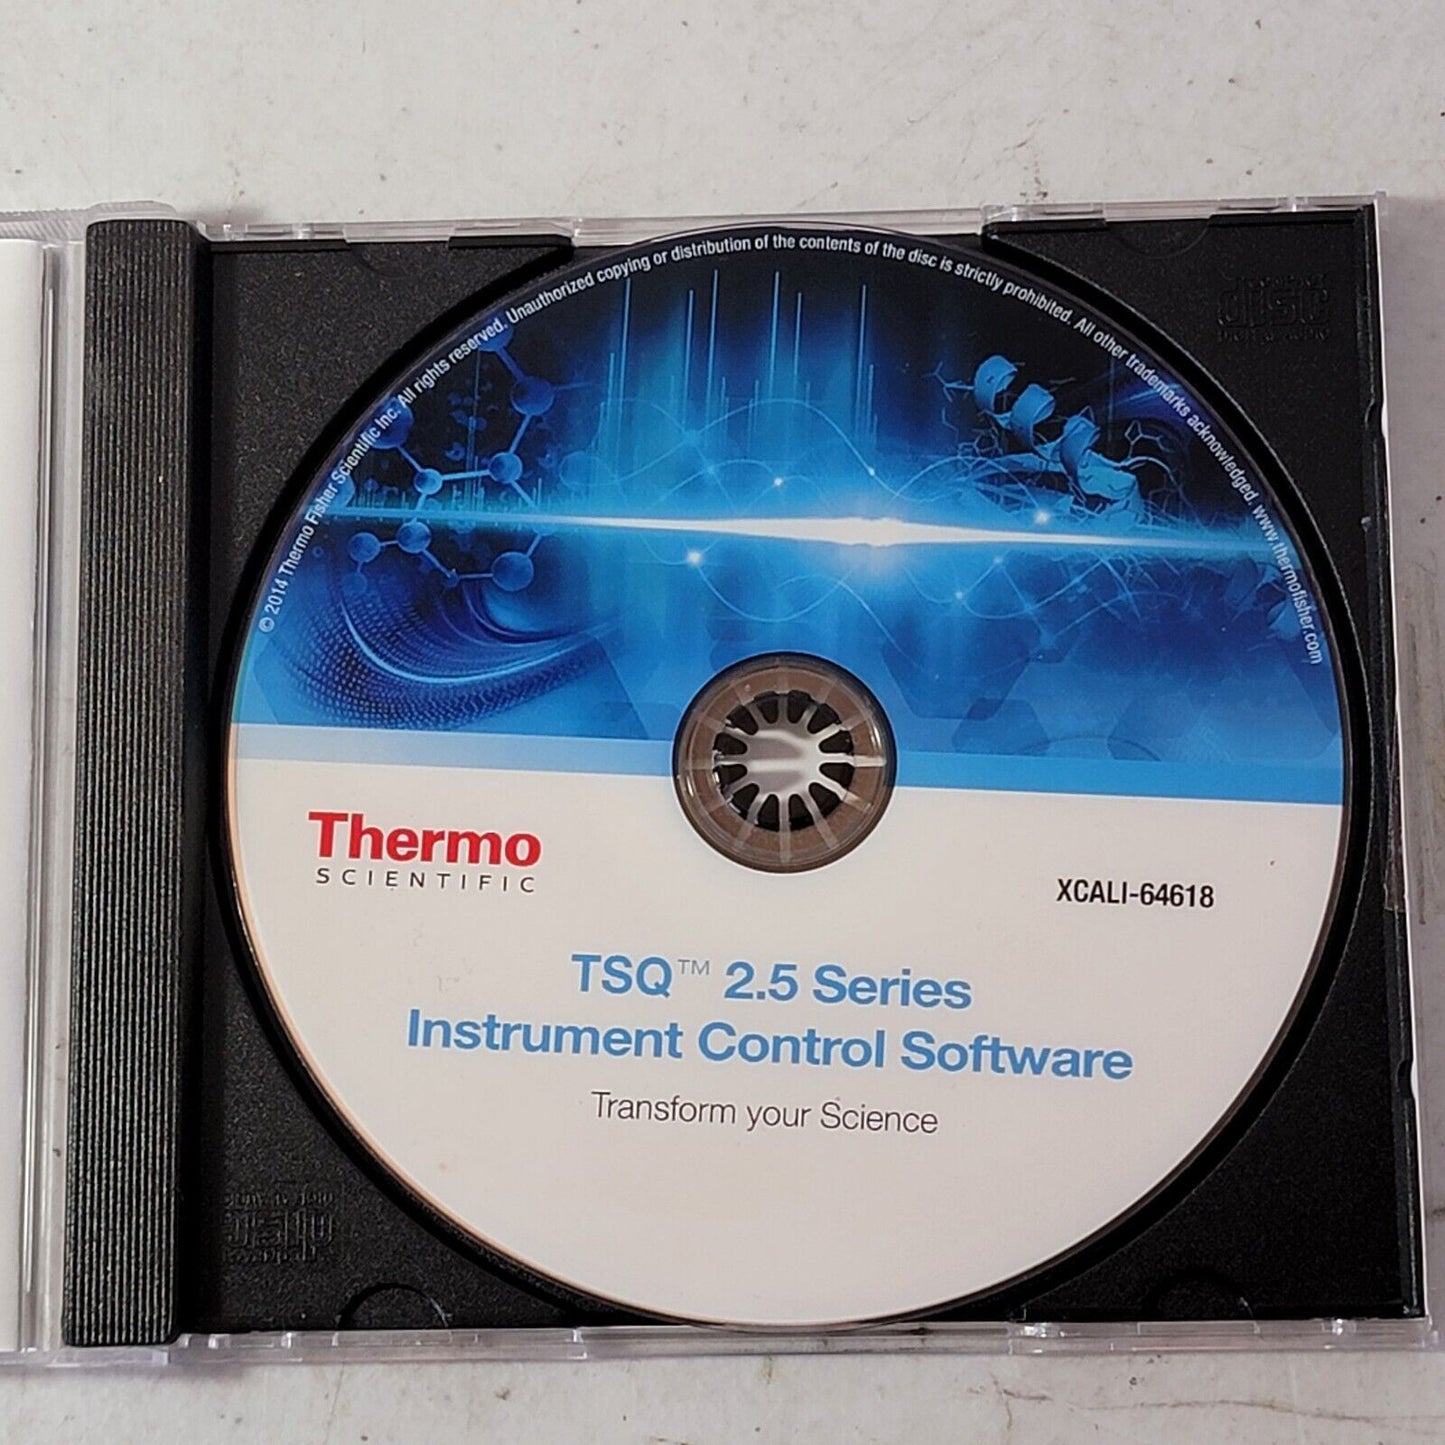 © 2014 Thermo Fisher Scientific Inc. All rights reserved. Unauthorized copying or distribution of the contents of the disc is strictly prohibited. All other trademarks acknowledged. www.thermofisher.com
Thermo
SCIENTIFIC
XCALI-64618
TSQ™ 2.5 Series
Instrument Control Software
Transform your Science